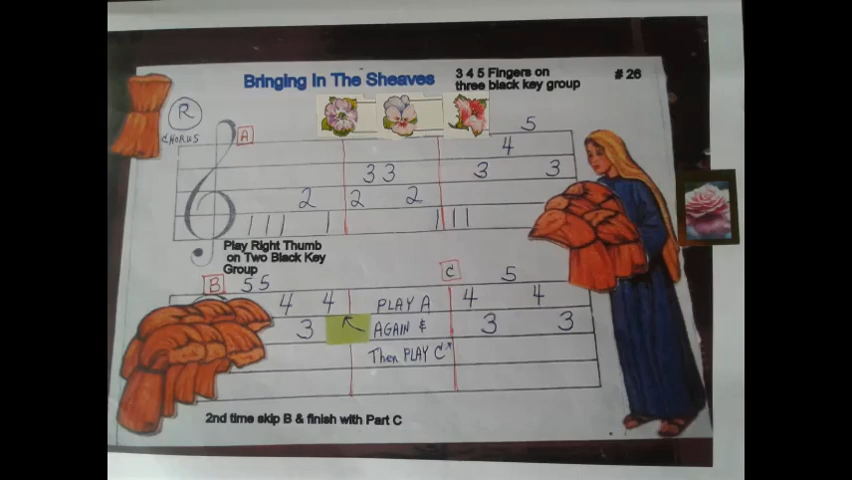 Bringing In The Sheaves
3 4 5 Fingers on
three black key group
# 26
R
CHORUS
A
5
4
3 3 3 3
2 2 2
1 1 1 1 1 1 1
Play Right Thumb
on Two Black Key
Group
B
5 5
C
5
4 4 PLAY A 4 4
3 AGAIN & 3 3
Then PLAY C*
2nd time skip B & finish with Part C